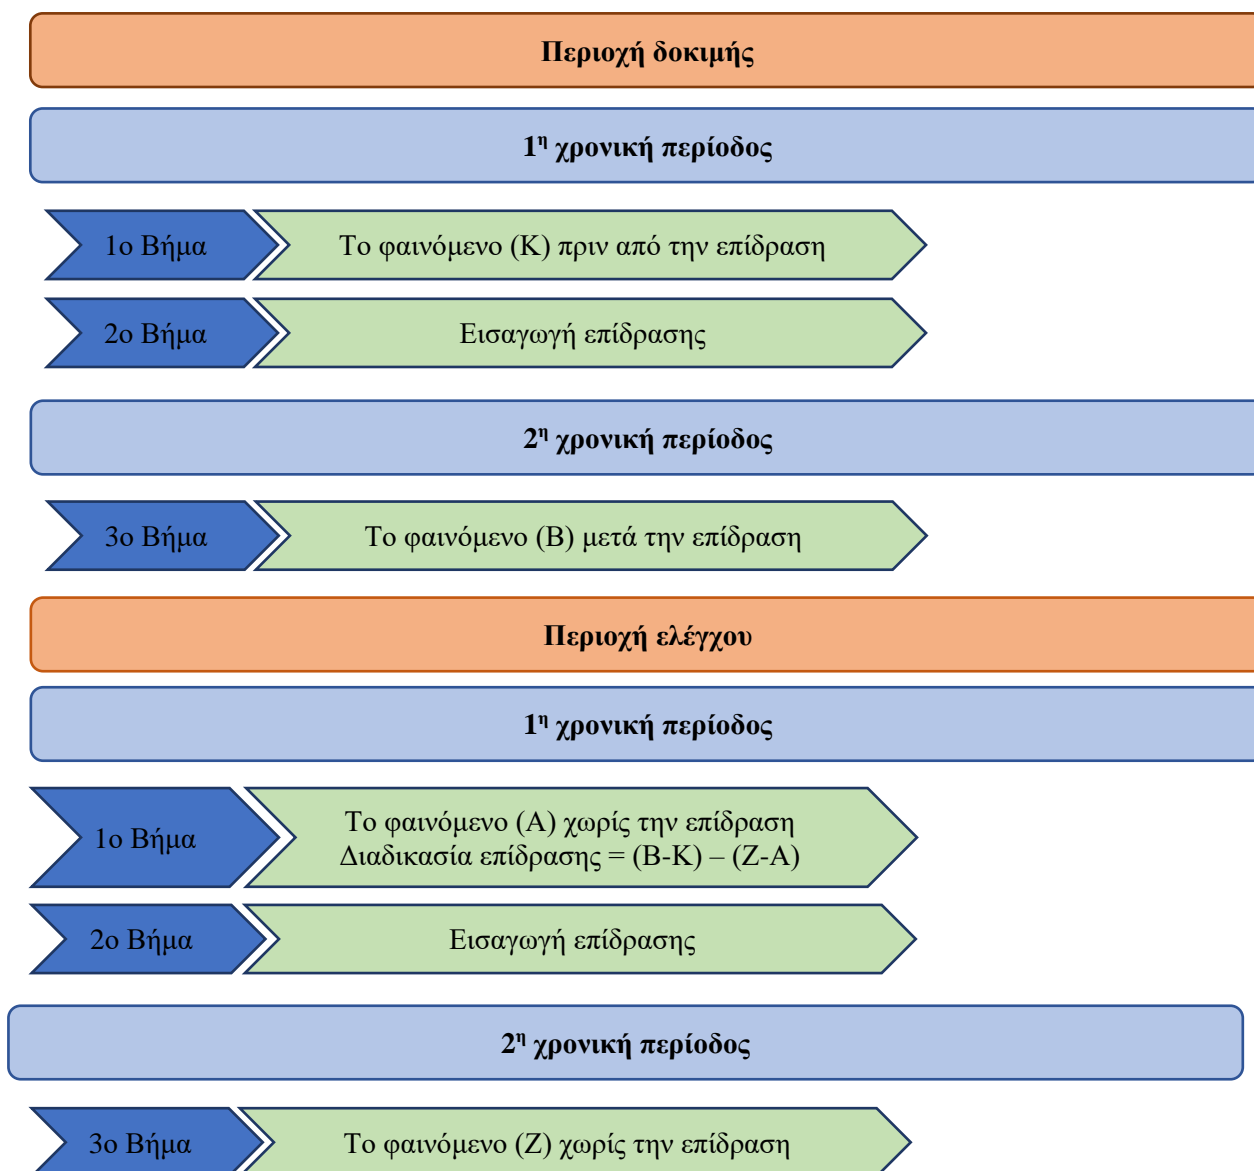 Περιοχή δοκιμής
1η χρονική περίοδος
1ο Βήμα
Το φαινόμενο (Κ) πριν από την επίδραση
2ο Βήμα
Εισαγωγή επίδρασης
2η χρονική περίοδος
3ο Βήμα
Το φαινόμενο (Β) μετά την επίδραση
Περιοχή ελέγχου
1η χρονική περίοδος
1ο Βήμα
Το φαινόμενο (Α) χωρίς την επίδραση
Διαδικασία επίδρασης = (Β-Κ) – (Ζ-Α)
2ο Βήμα
Εισαγωγή επίδρασης
2η χρονική περίοδος
3ο Βήμα
Το φαινόμενο (Ζ) χωρίς την επίδραση